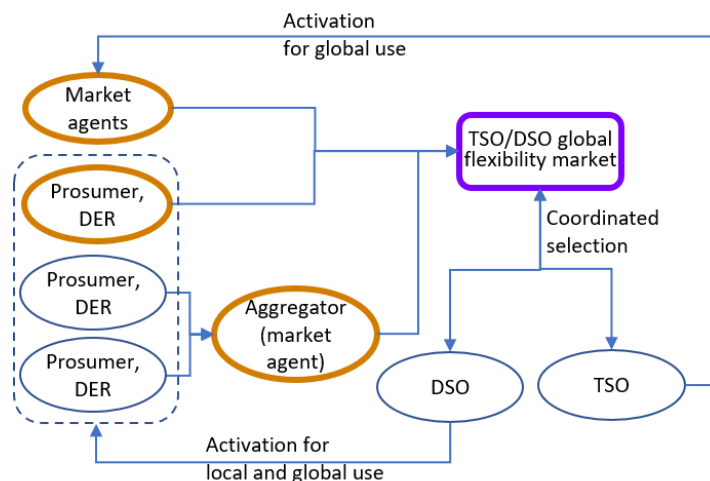 Activation
for global use
Market
agents
TSO/DSO global
flexibility market
Prosumer,
DER
Coordinated
selection
Prosumer,
DER
Aggregator
(market
agent)
Prosumer,
DER
DSO
TSO
Activation for
local and global use